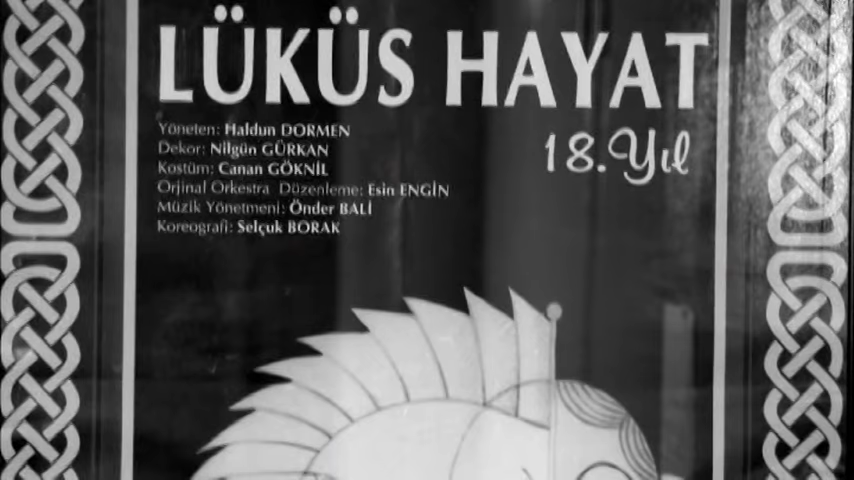 LÜKÜS HAYAT
18.Yıl
Yöneten: Haldun DORMEN
Dekor: Nilgün GÜRKAN
Kostüm: Canan GÖKNİL
Orjinal Orkestra Düzenleme: Esin ENGİN
Müzik Yönetmeni: Önder BALİ
Koreografi: Selçuk BORAK